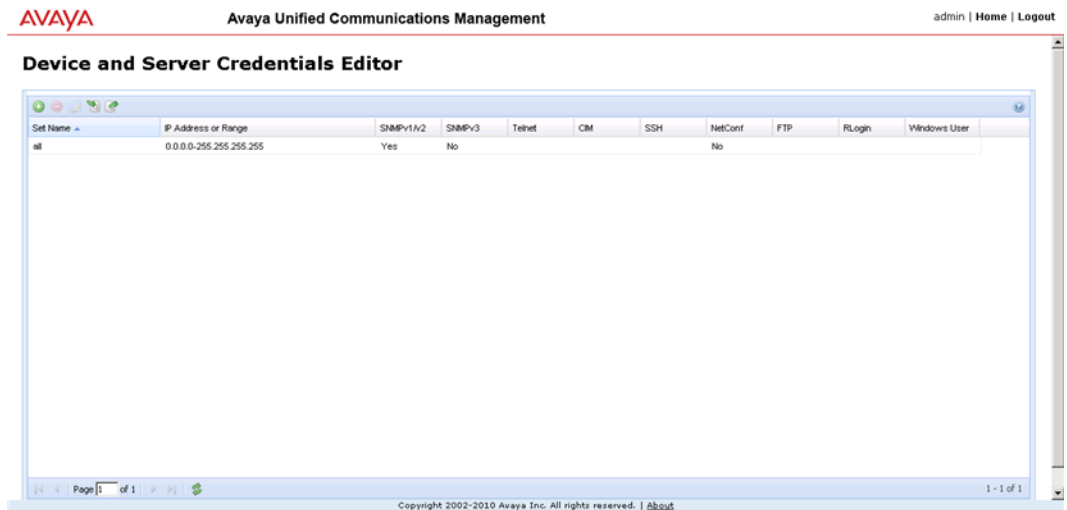 AVAYA Avaya Unified Communications Management admin | Home | Logout
Device and Server Credentials Editor
Set Name IP Address or Range SNMPv1/v2 SNMPv3 Telnet CIM SSH NetConf FTP RLogin Windows User
all 0.0.0.0-255.255.255.255 Yes No No
Page 1 of 1 1 - 1 of 1
Copyright 2002-2010 Avaya Inc. All rights reserved. | About